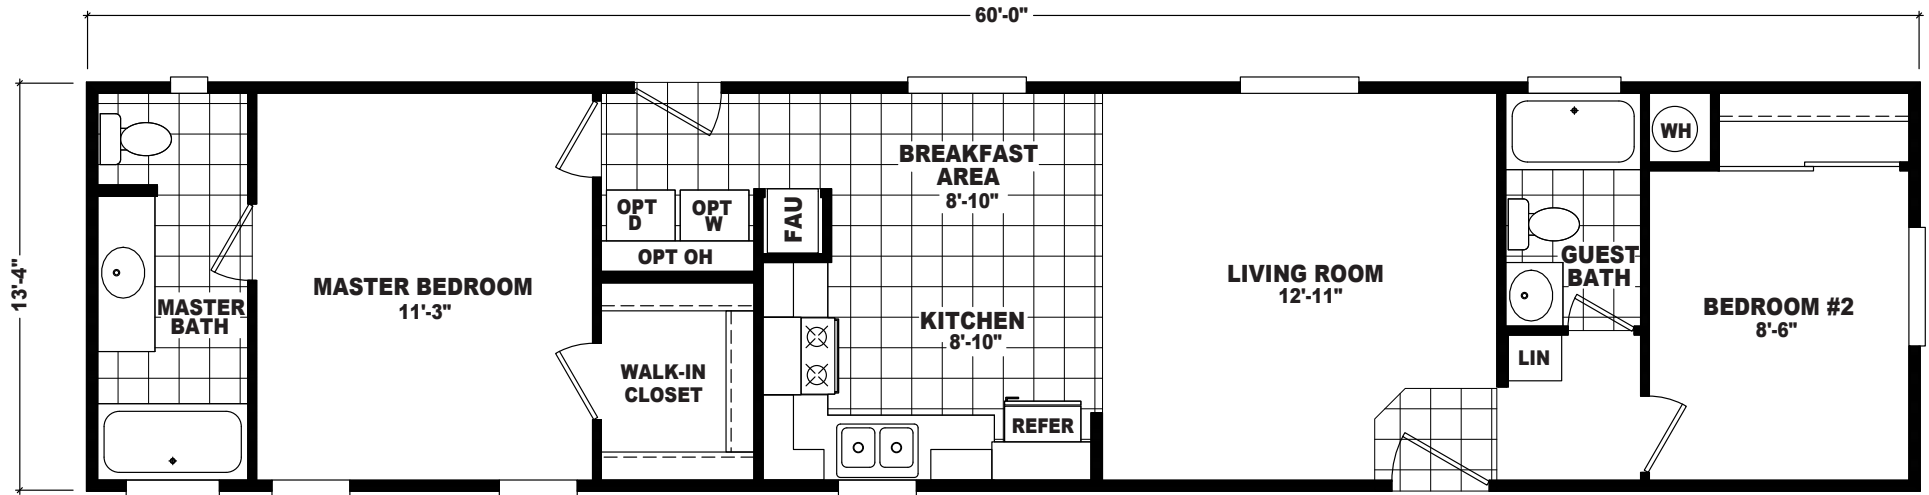 60'-0"
13'-4"
MASTER
BATH
MASTER BEDROOM
11'-3"
OPT
D
OPT
W
OPT OH
WALK-IN
CLOSET
FAU
BREAKFAST
AREA
8'-10"
KITCHEN
8'-10"
REFER
LIVING ROOM
12'-11"
GUEST
BATH
LIN
WH
BEDROOM #2
8'-6"